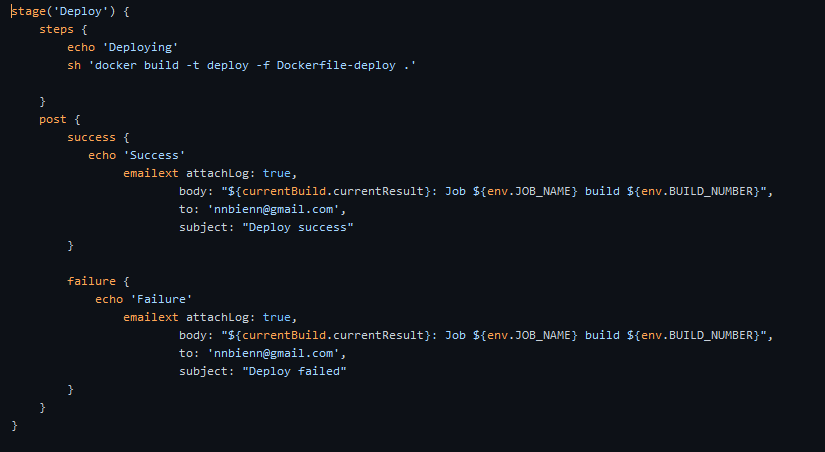 stage('Deploy') {
    steps {
        echo 'Deploying'
        sh 'docker build -t deploy -f Dockerfile-deploy .'

    }
    post {
        success {
           echo 'Success'
                emailext attachLog: true,
                        body: "${currentBuild.currentResult}: Job ${env.JOB_NAME} build ${env.BUILD_NUMBER}",
                        to: 'nnbienn@gmail.com',
                        subject: "Deploy success"
        }

        failure {
            echo 'Failure'
                emailext attachLog: true,
                        body: "${currentBuild.currentResult}: Job ${env.JOB_NAME} build ${env.BUILD_NUMBER}",
                        to: 'nnbienn@gmail.com',
                        subject: "Deploy failed"
        }
    }
}